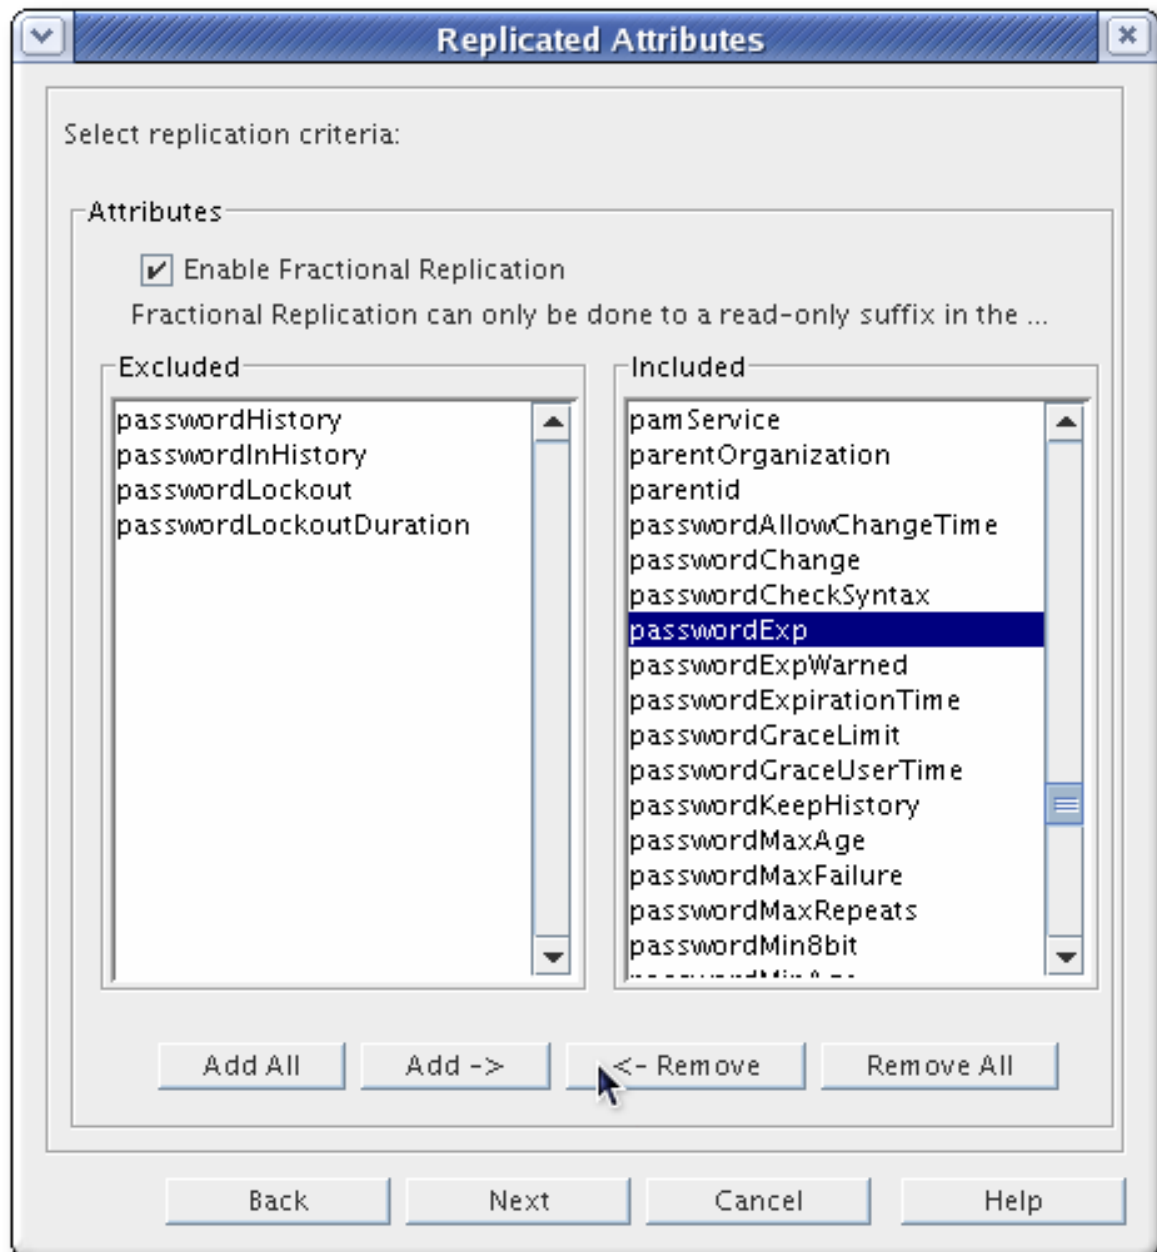 Replicated Attributes
Select replication criteria:
Attributes
Enable Fractional Replication
Fractional Replication can only be done to a read-only suffix in the ...
Excluded
passwordHistory
passwordInHistory
passwordLockout
passwordLockoutDuration
Included
pamService
parentOrganization
parentid
passwordAllowChangeTime
passwordChange
passwordCheckSyntax
passwordExp
passwordExpWarned
passwordExpirationTime
passwordGraceLimit
passwordGraceUserTime
passwordKeepHistory
passwordMaxAge
passwordMaxFailure
passwordMaxRepeats
passwordMin8bit
Add All
Add ->
<- Remove
Remove All
Back
Next
Cancel
Help